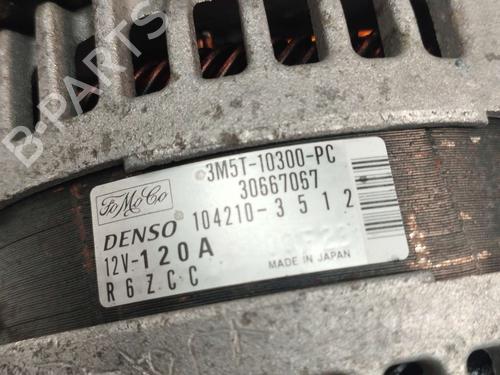 3M5T-10300-PC
30667067
FoMoCo
DENSO 104210-3512
12V-120A
MADE IN JAPAN
R6ZCC
B-PARTS